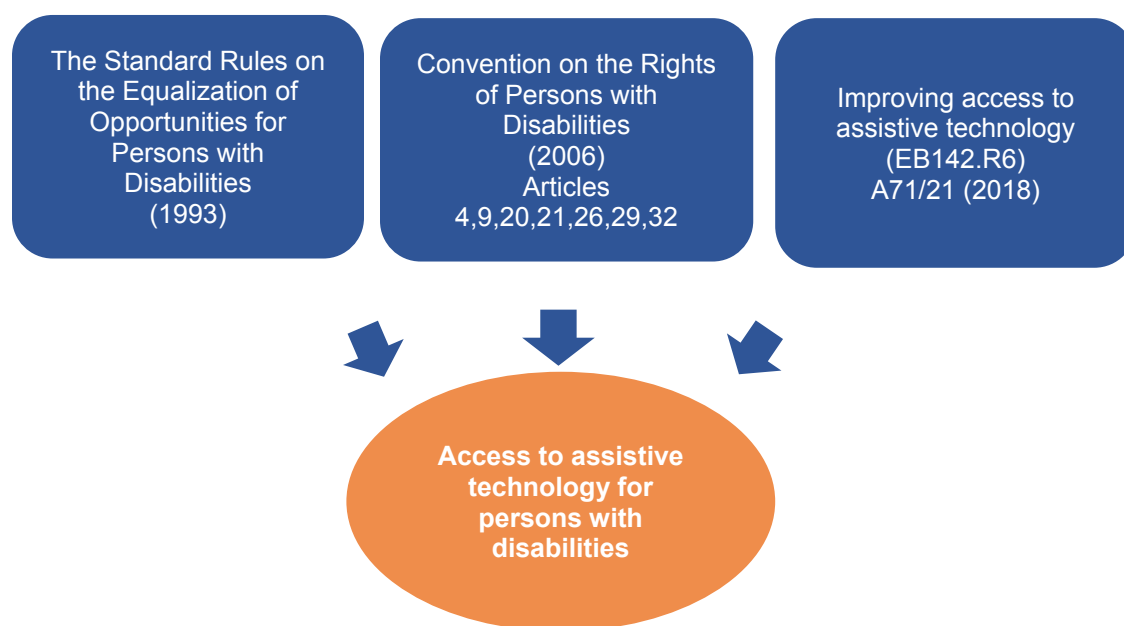 The Standard Rules on
the Equalization of
Opportunities for
Persons with
Disabilities
(1993)
Convention on the Rights
of Persons with
Disabilities
(2006)
Articles
4,9,20,21,26,29,32
Improving access to
assistive technology
(EB142.R6)
A71/21 (2018)
Access to assistive
technology for
persons with
disabilities